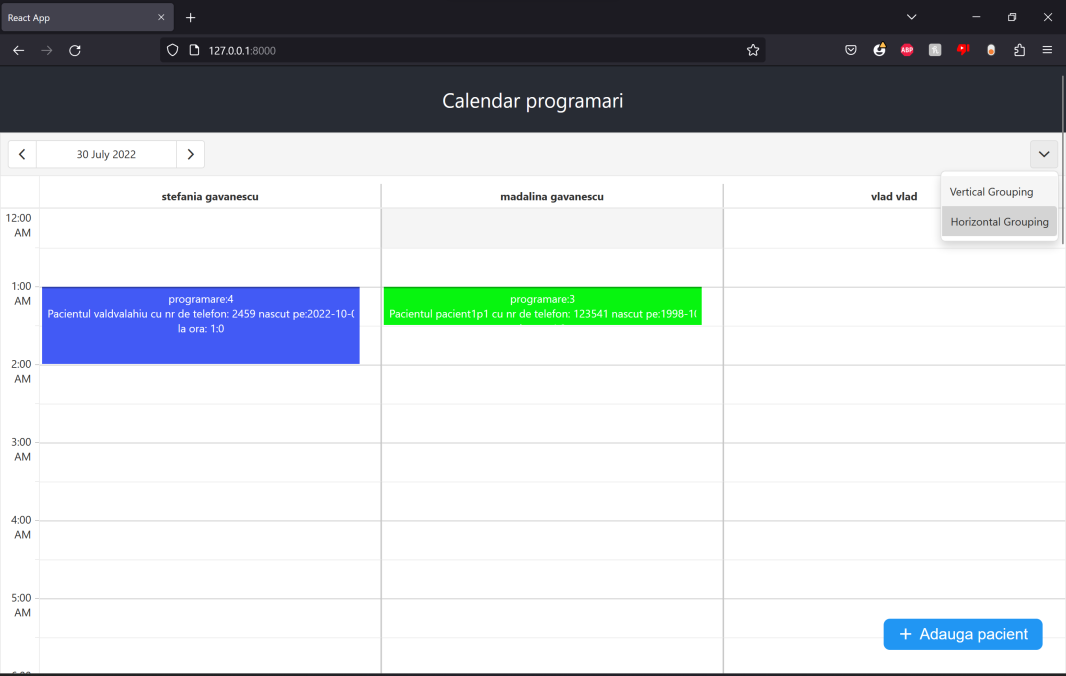 React App
127.0.0.1:8000
ABP
Calendar programari
30 July 2022
Vertical Grouping
Horizontal Grouping
stefania gavanescu
madalina gavanescu
vlad vlad
12:00
AM
1:00
AM
programare:4
Pacientul valdvalahiu cu nr de telefon: 2459 nascut pe:2022-10-
la ora: 1:0
programare:3
Pacientul pacient1p1 cu nr de telefon: 123541 nascut pe:1998-1
2:00
AM
3:00
AM
4:00
AM
5:00
AM
+ Adauga pacient